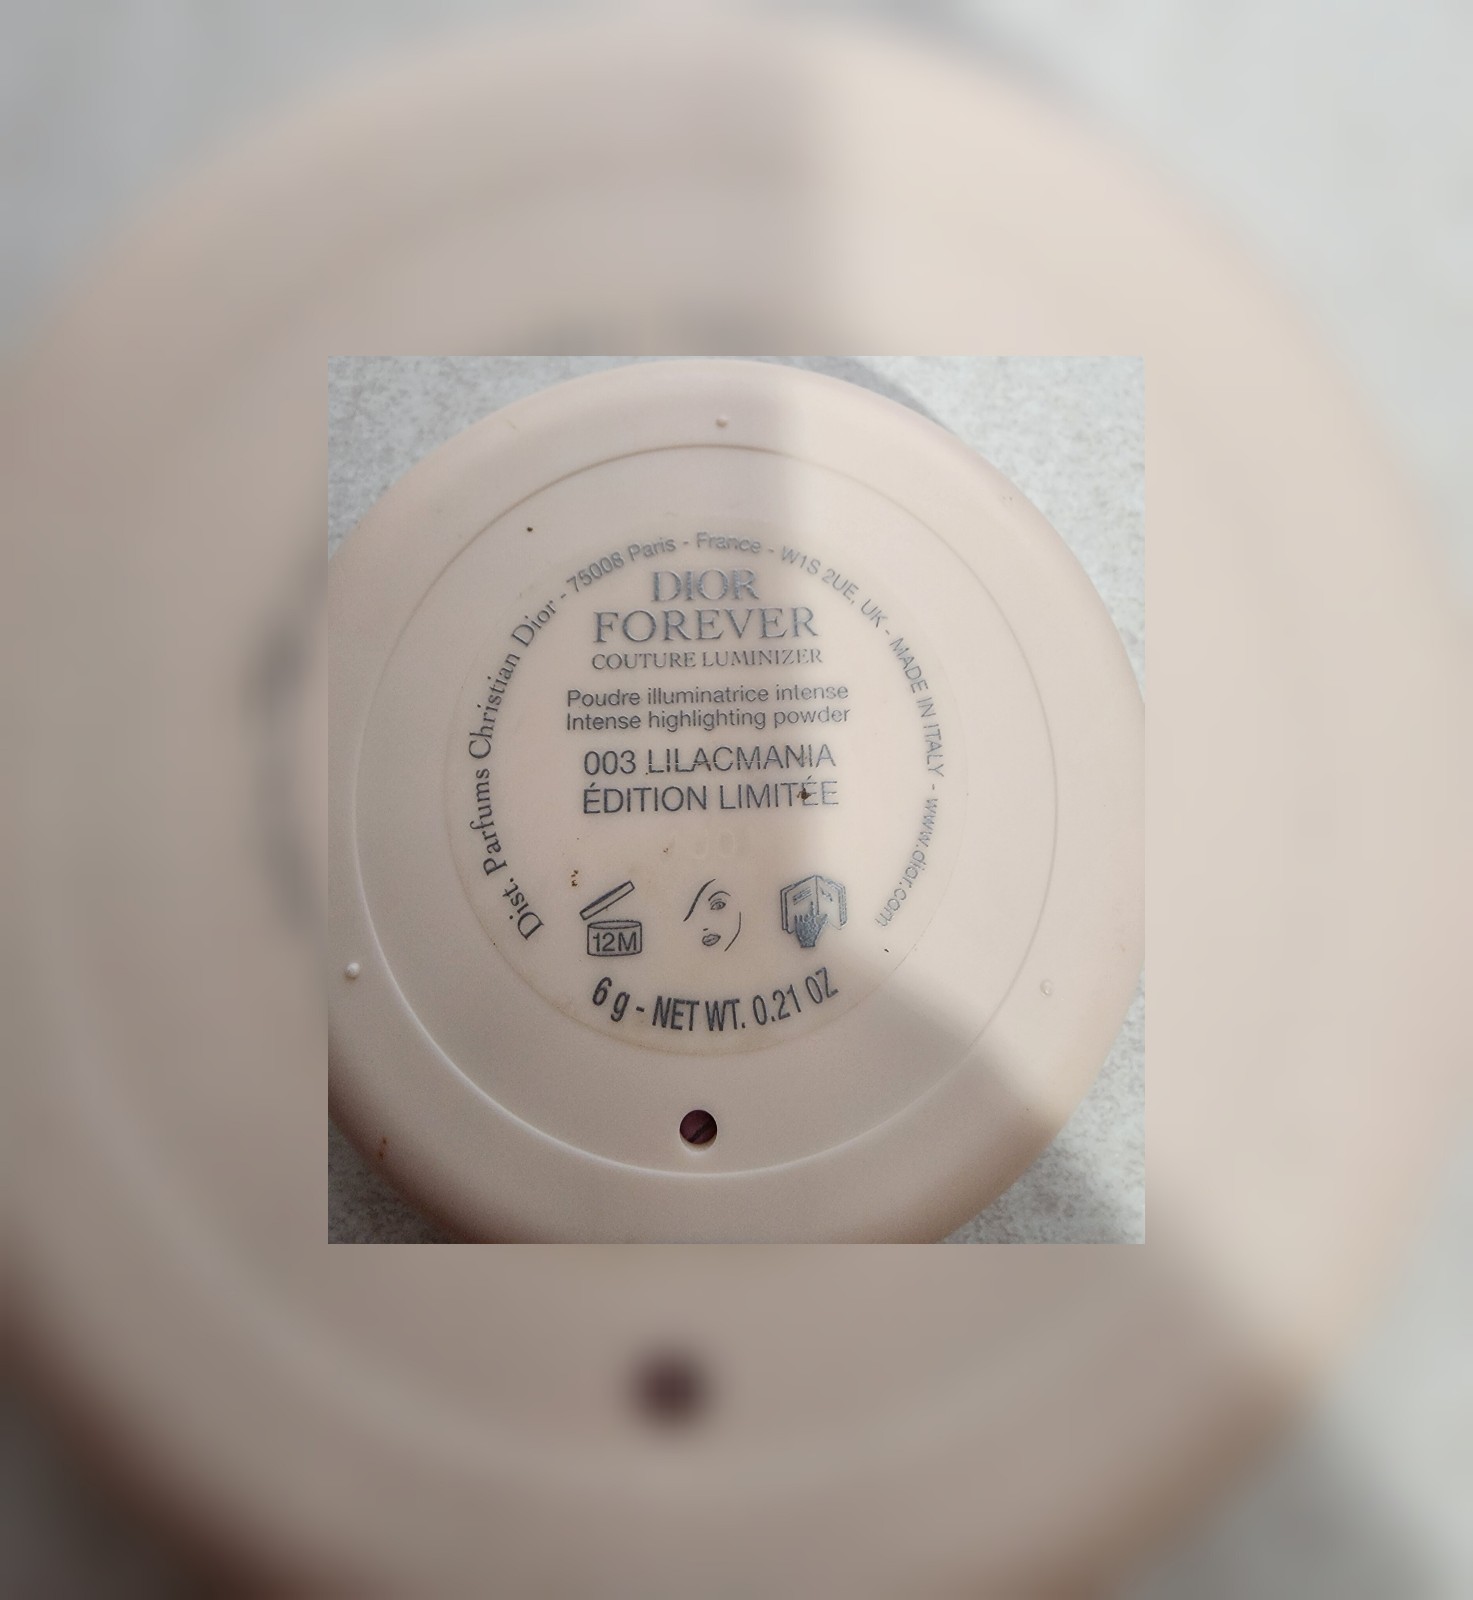 Dist. Parfums Christian Dior - 75008 Paris - France - W1S 2UE, UK - MADE IN ITALY - www.dior.com
DIOR
FOREVER
COUTURE LUMINIZER
Poudre illuminatrice intense
Intense highlighting powder
003 LILACMANIA
ÉDITION LIMITÉE
12M
6 g - NET WT. 0.21 OZ